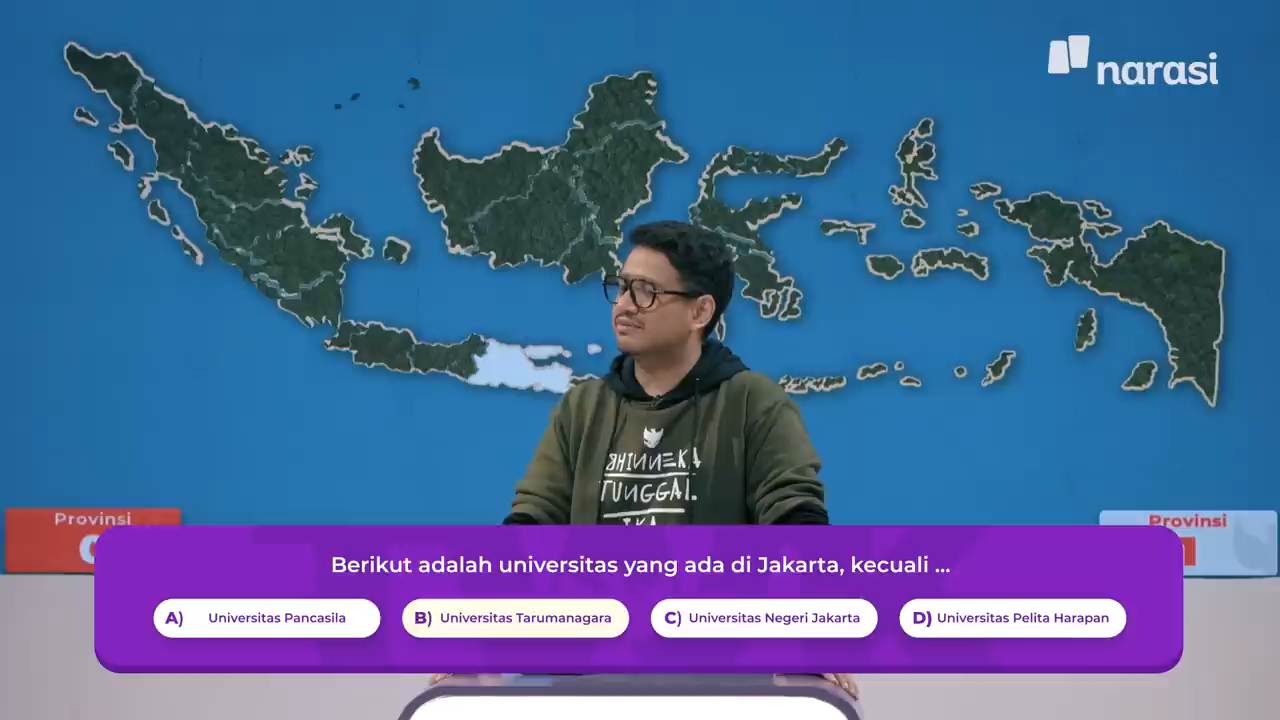 narasi
BHINNEKA
TUNGGAL
IKA
Provinsi
Provinsi
Berikut adalah universitas yang ada di Jakarta, kecuali ...
A) Universitas Pancasila
B) Universitas Tarumanagara
C) Universitas Negeri Jakarta
D) Universitas Pelita Harapan